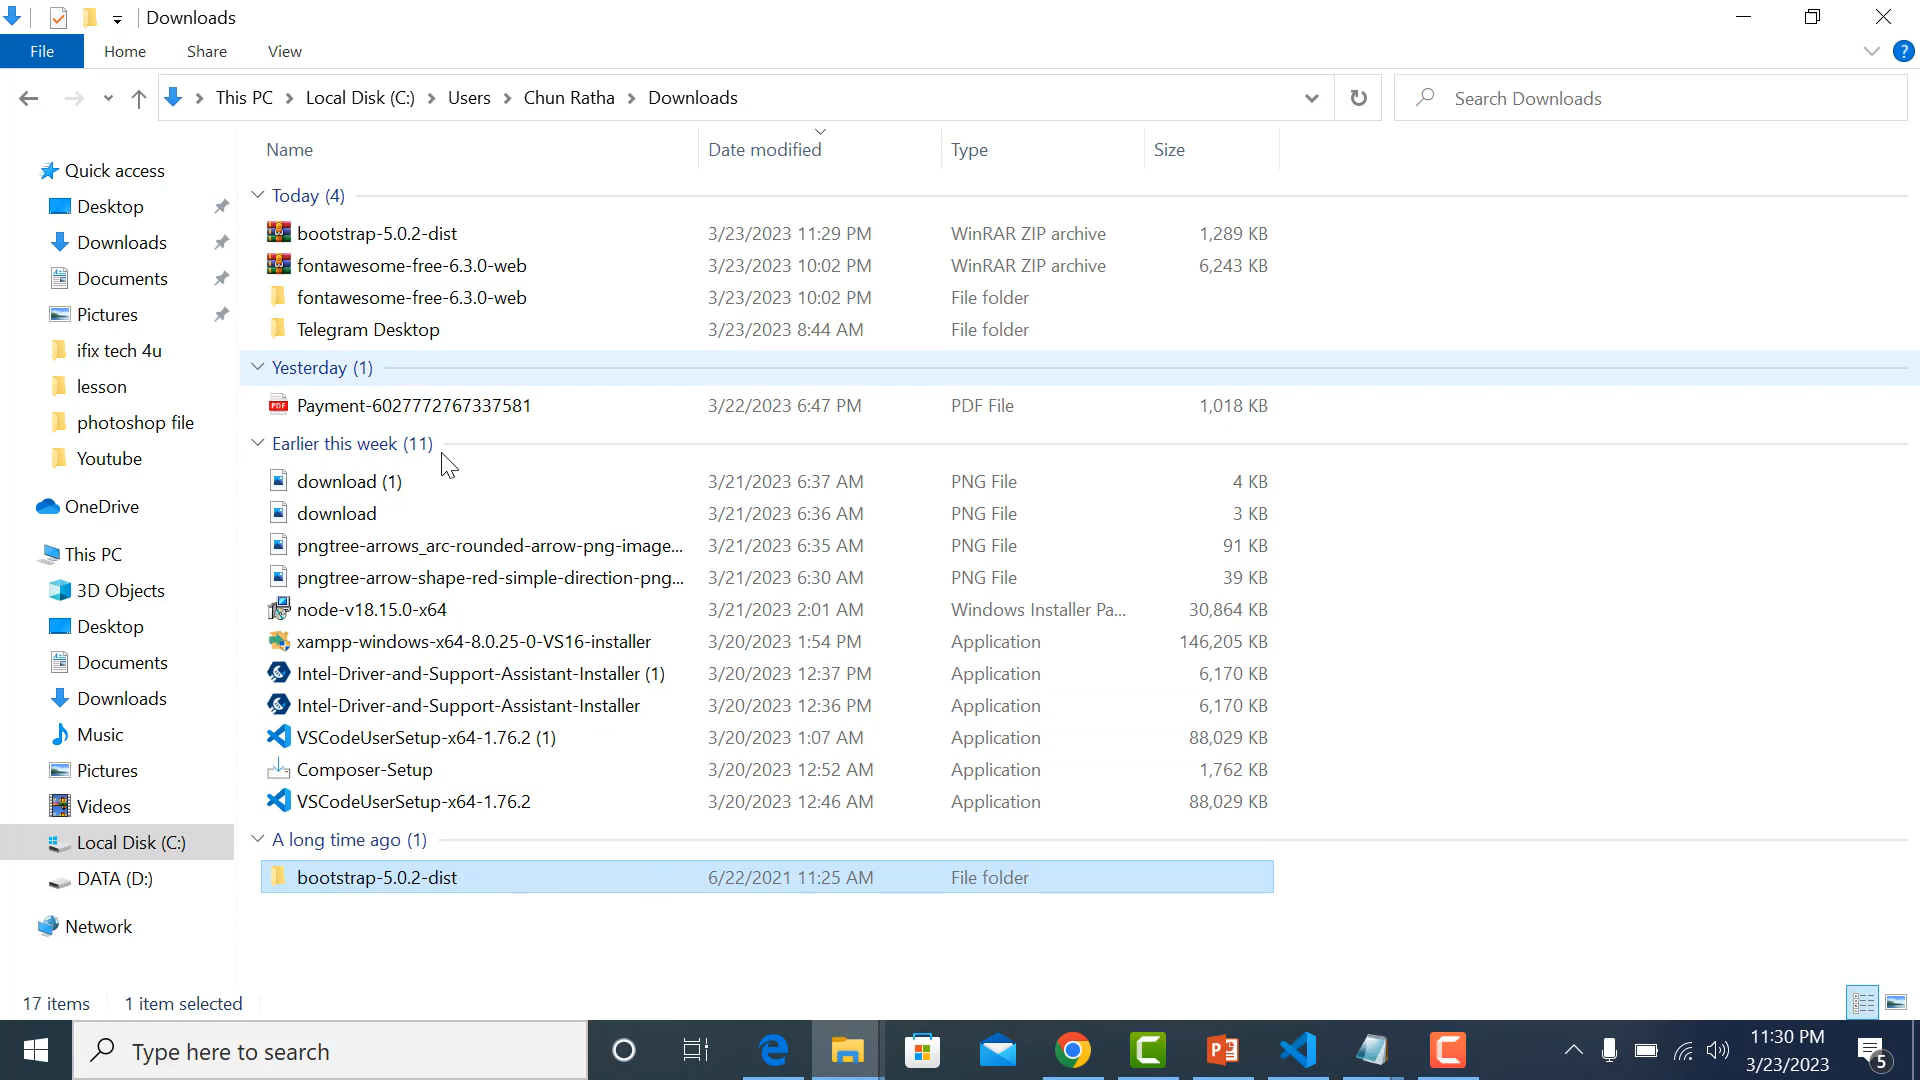 Downloads
File Home Share View
This PC Local Disk (C:) Users Chun Ratha Downloads
Search Downloads
Name Date modified Type Size
Quick access
Desktop
Downloads
Documents
Pictures
ifix tech 4u
lesson
photoshop file
Youtube
OneDrive
This PC
3D Objects
Desktop
Documents
Downloads
Music
Pictures
Videos
Local Disk (C:)
DATA (D:)
Network
Today (4)
bootstrap-5.0.2-dist 3/23/2023 11:29 PM WinRAR ZIP archive 1,289 KB
fontawesome-free-6.3.0-web 3/23/2023 10:02 PM WinRAR ZIP archive 6,243 KB
fontawesome-free-6.3.0-web 3/23/2023 10:02 PM File folder
Telegram Desktop 3/23/2023 8:44 AM File folder
Yesterday (1)
Payment-6027772767337581 3/22/2023 6:47 PM PDF File 1,018 KB
Earlier this week (11)
download (1) 3/21/2023 6:37 AM PNG File 4 KB
download 3/21/2023 6:36 AM PNG File 3 KB
pngtree-arrows_arc-rounded-arrow-png-image... 3/21/2023 6:35 AM PNG File 91 KB
pngtree-arrow-shape-red-simple-direction-png... 3/21/2023 6:30 AM PNG File 39 KB
node-v18.15.0-x64 3/21/2023 2:01 AM Windows Installer Pa... 30,864 KB
xampp-windows-x64-8.0.25-0-VS16-installer 3/20/2023 1:54 PM Application 146,205 KB
Intel-Driver-and-Support-Assistant-Installer (1) 3/20/2023 12:37 PM Application 6,170 KB
Intel-Driver-and-Support-Assistant-Installer 3/20/2023 12:36 PM Application 6,170 KB
VSCodeUserSetup-x64-1.76.2 (1) 3/20/2023 1:07 AM Application 88,029 KB
Composer-Setup 3/20/2023 12:52 AM Application 1,762 KB
VSCodeUserSetup-x64-1.76.2 3/20/2023 12:46 AM Application 88,029 KB
A long time ago (1)
bootstrap-5.0.2-dist 6/22/2021 11:25 AM File folder
17 items 1 item selected
Type here to search
11:30 PM
3/23/2023
5